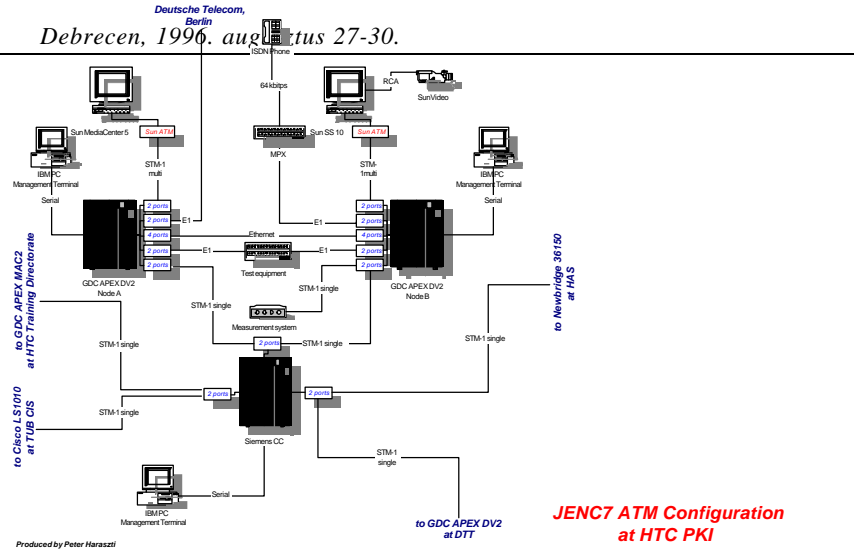 Deutsche Telecom,
Berlin
Debrecen, 1996. augusztus 27-30.
ISDN Phone
64 kbitps
RCA
SunVideo
Sun MediaCenter 5
Sun ATM
Sun SS 10
Sun ATM
MPX
IBM PC
Management Terminal
STM-1
multi
STM-
1multi
IBM PC
Management Terminal
Serial
Serial
2 ports
2 ports
2 ports
E1
E1
2 ports
4 ports
Ethernet
4 ports
2 ports
E1
E1
2 ports
2 ports
Test equipment
2 ports
GDC APEX DV2
Node A
GDC APEX DV2
Node B
to GDC APEX MAC2
at HTC Training Directorate
to Newbridge 36150
at HAS
STM-1 single
STM-1 single
Measurement system
STM-1 single
2 ports
STM-1 single
STM-1 single
2 ports
2 ports
STM-1 single
to Cisco LS1010
at TUB CIS
Siemens CC
STM-1
single
Serial
IBM PC
Management Terminal
to GDC APEX DV2
at DTT
JENC7 ATM Configuration
at HTC PKI
Produced by Peter Haraszti